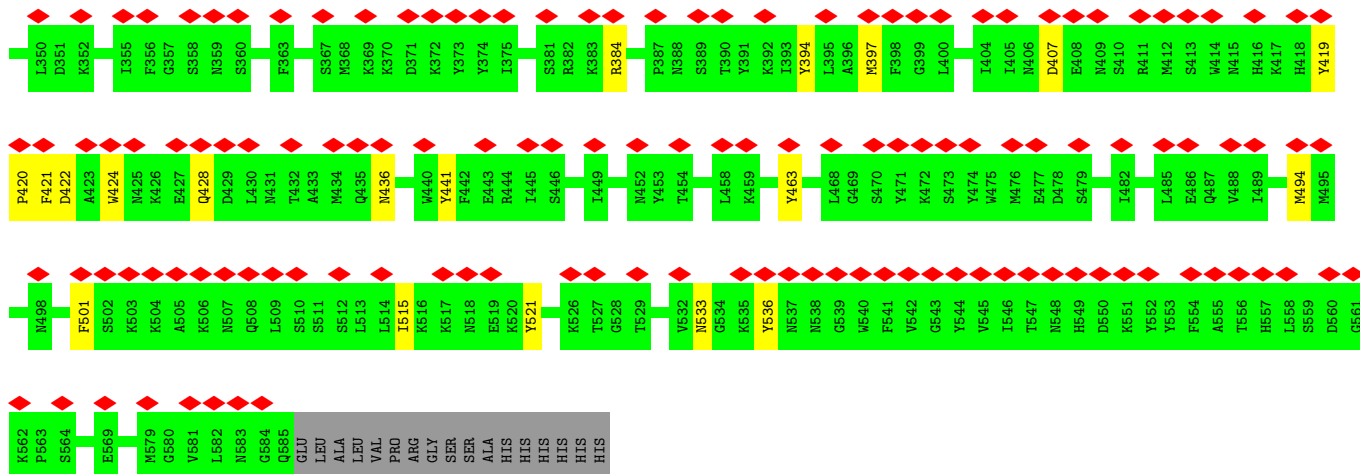 L350 D351 K352 I355 F356 G357 S358 N359 S360 F363 S367 M368 K369 K370 D371 K372 Y373 Y374 I375 S381 R382 K383 R384 P387 N388 S389 T390 Y391 K392 I393 Y394 L395 A396 M397 F398 G399 L400 I404 I405 N406 D407 E408 N409 S410 R411 M412 S413 W414 N415 H416 K417 H418 Y419
P420 F421 D422 A423 W424 N425 K426 E427 Q428 D429 L430 N431 T432 A433 M434 Q435 N436 W440 Y441 F442 E443 R444 I445 S446 I449 N452 Y453 T454 L458 K459 Y463 L468 G469 S470 Y471 K472 S473 Y474 W475 M476 E477 D478 S479 I482 L485 E486 Q487 V488 I489 M494 M495
N498 F501 S502 K503 K504 A505 K506 N507 Q508 L509 S510 S511 S512 L513 L514 I515 K516 K517 N518 E519 K520 Y521 K526 T527 G528 T529 V532 N533 G534 K535 Y536 N537 N538 G539 W540 F541 V542 G543 Y544 V545 I546 T547 N548 H549 D550 K551 Y552 Y553 F554 A555 T556 H557 L558 S559 D560 G561
K562 P563 S564 E569 M579 G580 V581 L582 N583 G584 Q585 GLU LEU ALA LEU VAL PRO ARG GLY SER SER ALA HIS HIS HIS HIS HIS HIS